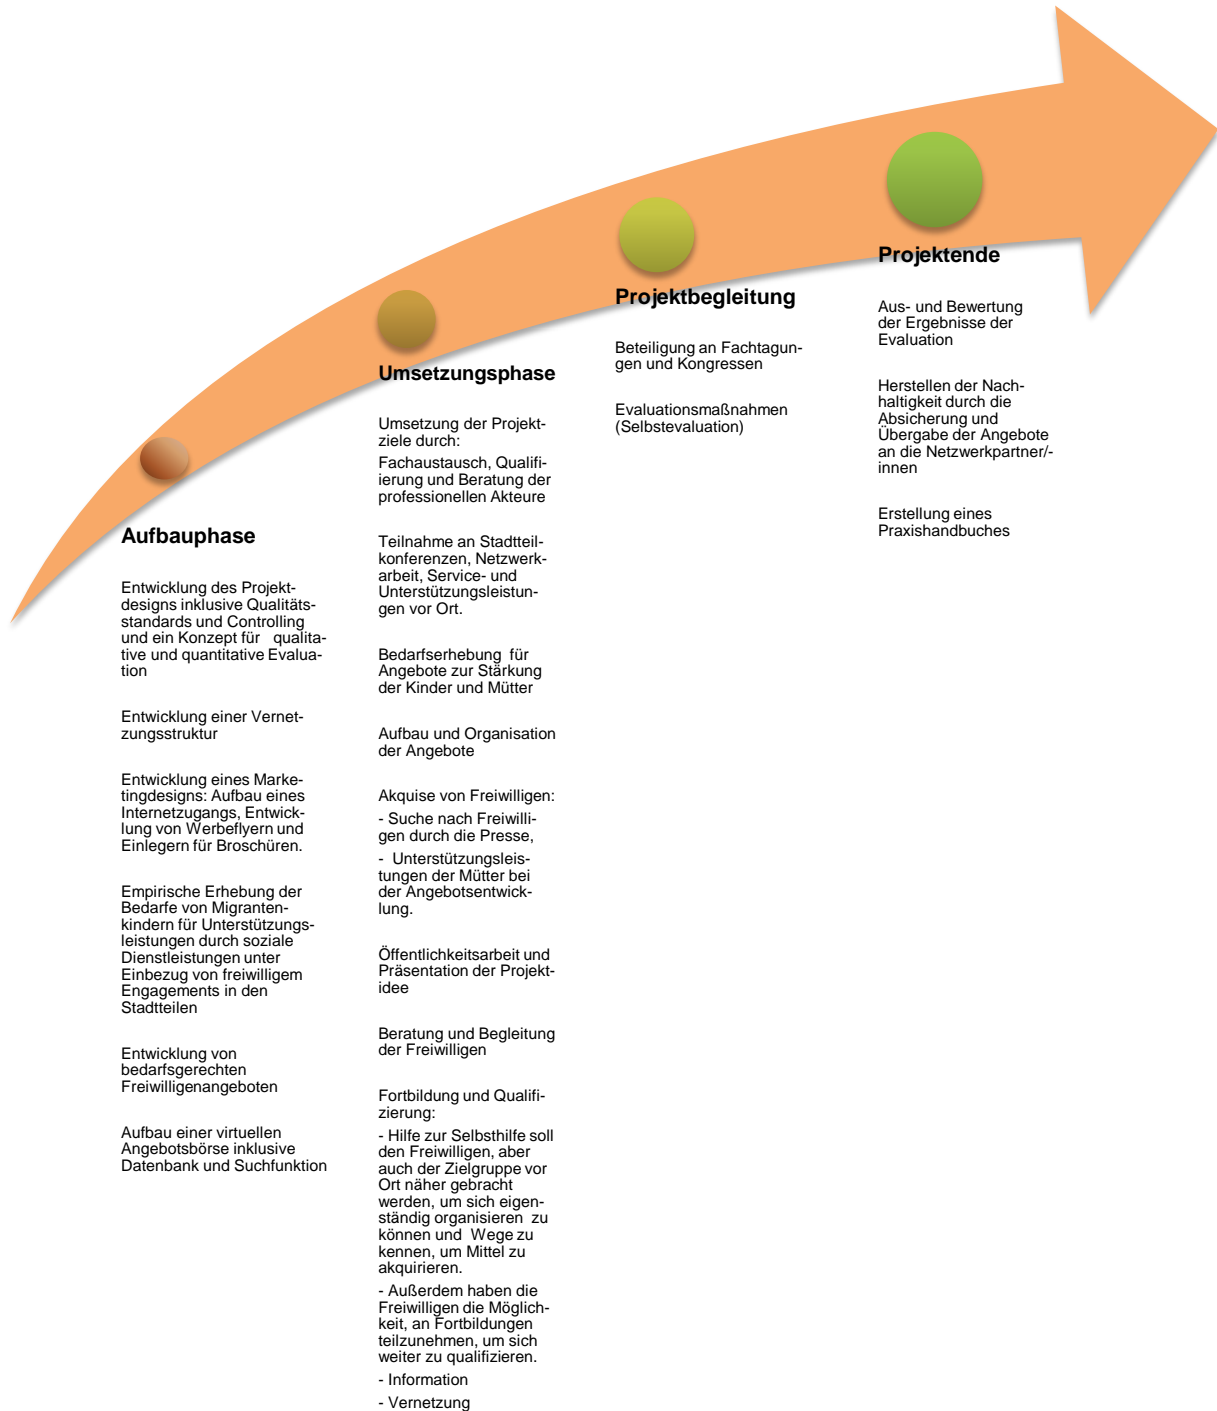 Aufbauphase
Entwicklung des Projekt-
designs inklusive Qualitäts-
standards und Controlling
und ein Konzept für qualita-
tive und quantitative Evalua-
tion
Entwicklung einer Vernet-
zungsstruktur
Entwicklung eines Marke-
tingdesigns: Aufbau eines
Internetzugangs, Entwick-
lung von Werbeflyern und
Einlegern für Broschüren.
Empirische Erhebung der
Bedarfe von Migranten-
kindern für Unterstützungs-
leistungen durch soziale
Dienstleistungen unter
Einbezug von freiwilligem
Engagements in den
Stadtteilen
Entwicklung von
bedarfsgerechten
Freiwilligenangeboten
Aufbau einer virtuellen
Angebotsbörse inklusive
Datenbank und Suchfunktion
Umsetzungsphase
Umsetzung der Projekt-
ziele durch:
Fachaustausch, Qualifi-
ierung und Beratung der
professionellen Akteure
Teilnahme an Stadtteil-
konferenzen, Netzwerk-
arbeit, Service- und
Unterstützungsleistun-
gen vor Ort.
Bedarfserhebung für
Angebote zur Stärkung
der Kinder und Mütter
Aufbau und Organisation
der Angebote
Akquise von Freiwilligen:
- Suche nach Freiwilli-
gen durch die Presse,
- Unterstützungsleis-
tungen der Mütter bei
der Angebotsentwick-
lung.
Öffentlichkeitsarbeit und
Präsentation der Projekt-
idee
Beratung und Begleitung
der Freiwilligen
Fortbildung und Qualifi-
zierung:
- Hilfe zur Selbsthilfe soll
den Freiwilligen, aber
auch der Zielgruppe vor
Ort näher gebracht
werden, um sich eigen-
ständig organisieren zu
können und Wege zu
kennen, um Mittel zu
akquirieren.
- Außerdem haben die
Freiwilligen die Möglich-
keit, an Fortbildungen
teilzunehmen, um sich
weiter zu qualifizieren.
- Information
- Vernetzung
Projektbegleitung
Beteiligung an Fachtagun-
gen und Kongressen
Evaluationsmaßnahmen
(Selbstevaluation)
Projektende
Aus- und Bewertung
der Ergebnisse der
Evaluation
Herstellen der Nach-
haltigkeit durch die
Absicherung und
Übergabe der Angebote
an die Netzwerkpartner/-
innen
Erstellung eines
Praxishandbuches